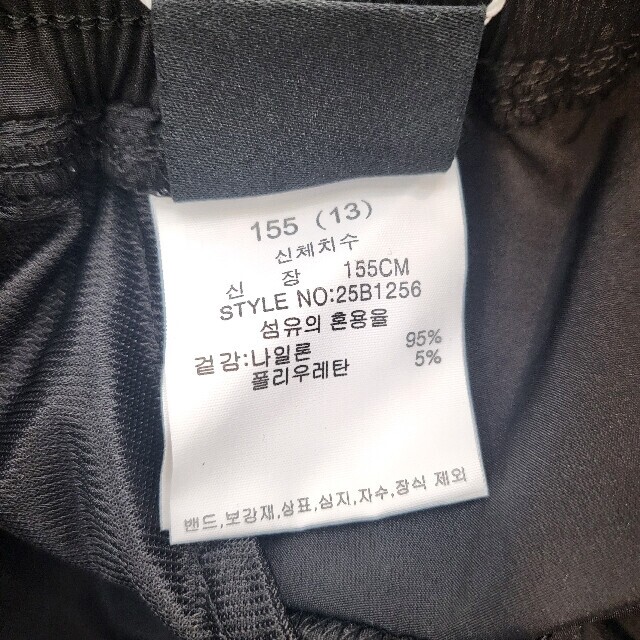 155 (13)
신체치수
신 장 155CM
STYLE NO:25B1256
섬유의 혼용율
겉감:나일론 95%
폴리우레탄 5%
밴드,보강재,상표,심지,자수,장식 제외